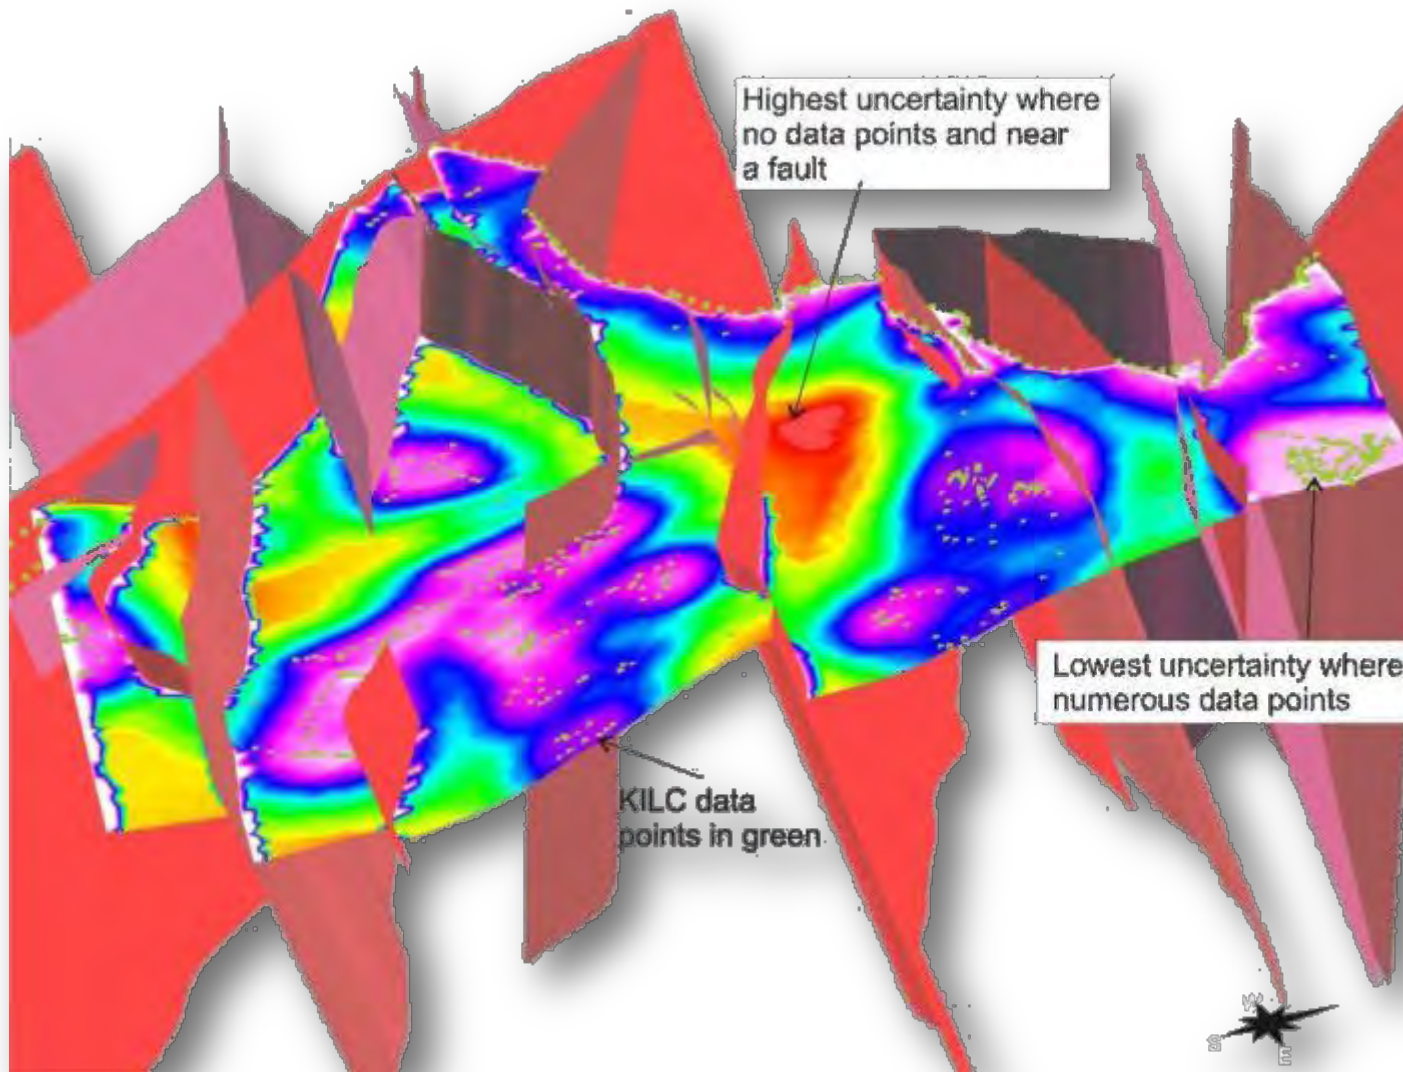 Highest uncertainty where
no data points and near
a fault
Lowest uncertainty where
numerous data points
KILC data
points in green
W
S
E